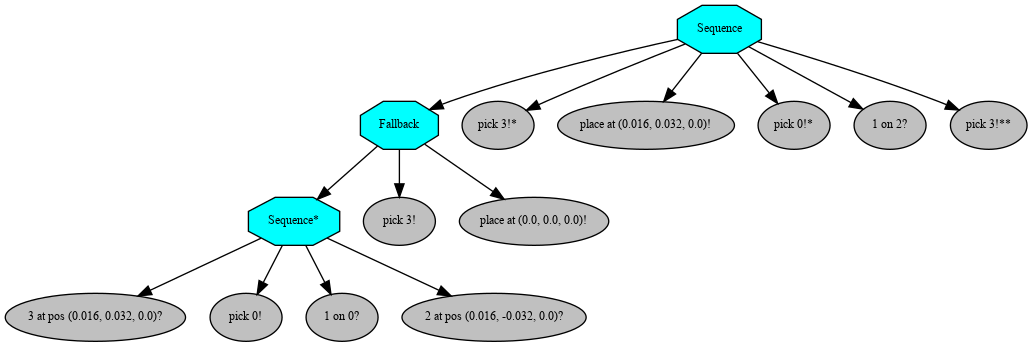 Sequence
Fallback
pick 3!*
place at (0.016, 0.032, 0.0)!
pick 0!*
1 on 2?
pick 3!**
Sequence*
pick 3!
place at (0.0, 0.0, 0.0)!
3 at pos (0.016, 0.032, 0.0)?
pick 0!
1 on 0?
2 at pos (0.016, -0.032, 0.0)?